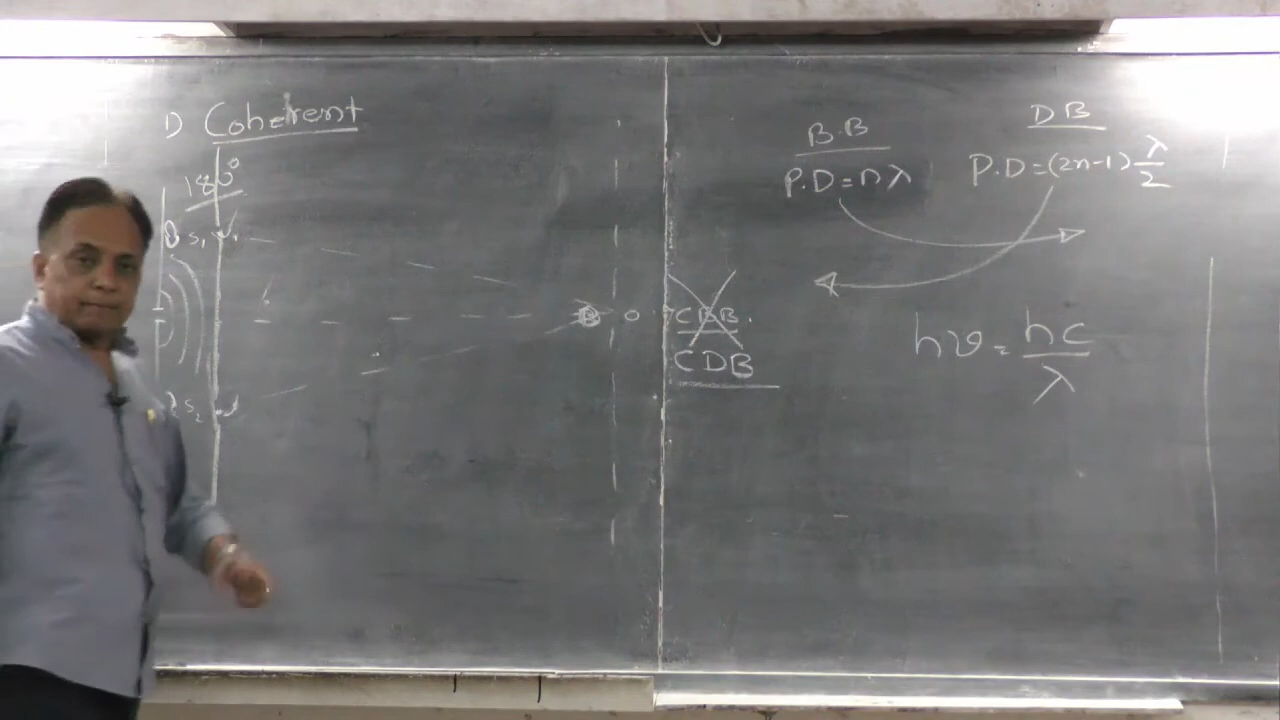 1) Coherent
180°
S₁
S₂
O
CBB.
CDB
B.B
P.D = nλ
DB
P.D = (2n-1) λ/2
hν = hc/λ